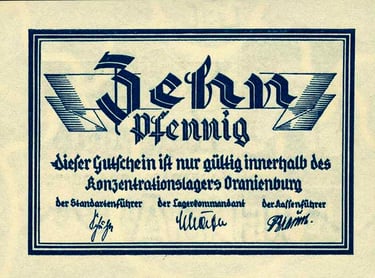 Zehn
Pfennig
Dieser Gutschein ist nur gültig innerhalb des
Konzentrationslagers Oranienburg
der Standartenführer der Lagerkommandant der Kassenführer